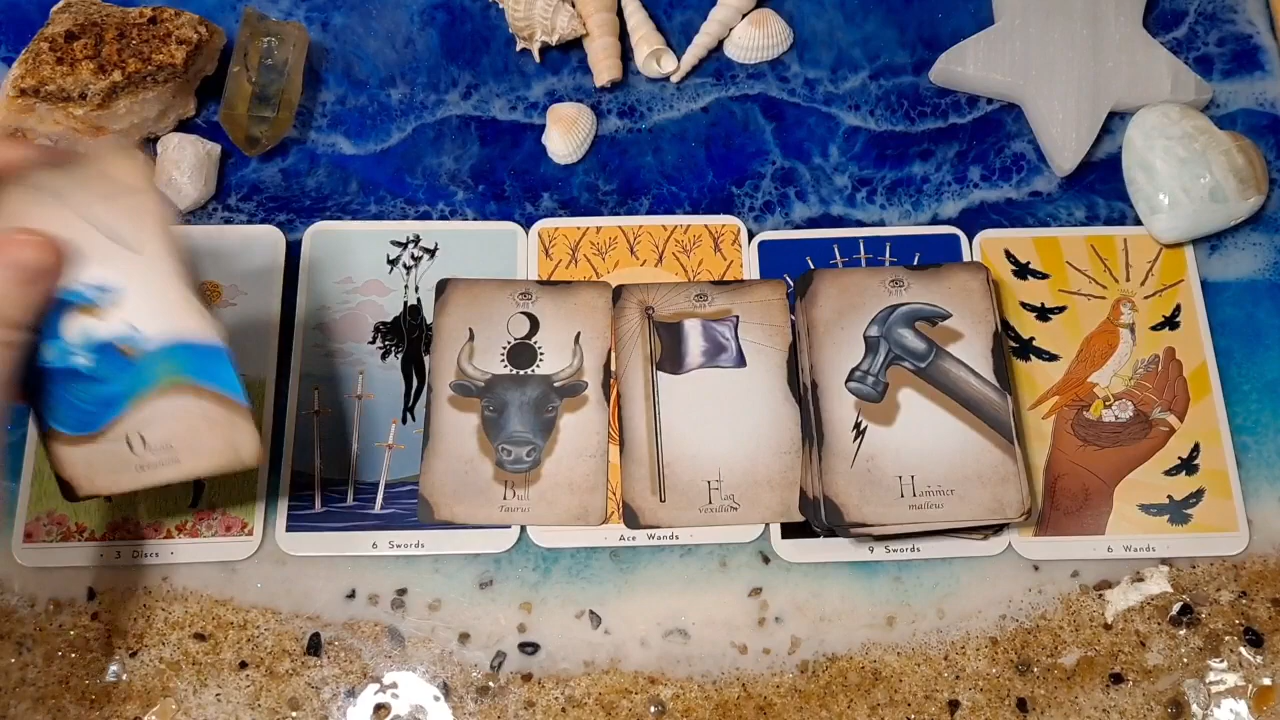 Bull
Taurus
Flag
vexillum
Hammer
malleus
3 Discs
6 Swords
Ace Wands
9 Swords
6 Wands